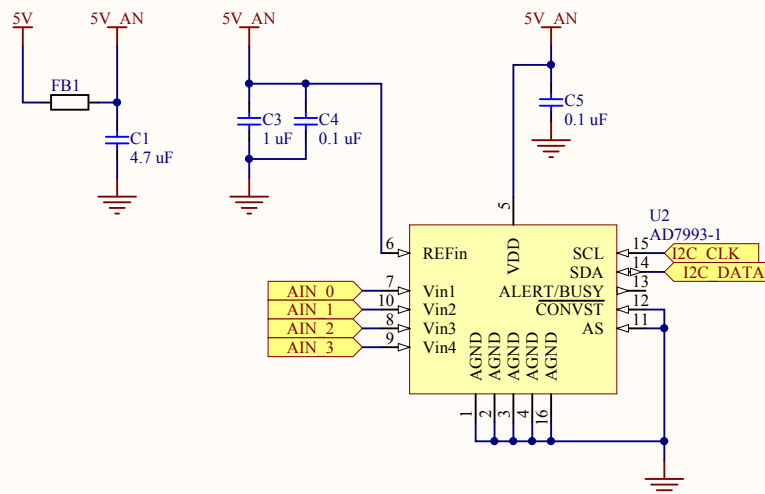 5V
5V_AN
5V_AN
5V_AN
FB1
C1
4.7 uF
C3
1 uF
C4
0.1 uF
C5
0.1 uF
U2
AD7993-1
5
VDD
6
REFin
7
Vin1
10
Vin2
8
Vin3
9
Vin4
AIN_0
AIN_1
AIN_2
AIN_3
SCL
15
I2C_CLK
SDA
14
I2C_DATA
ALERT/BUSY
13
CONVST
12
AS
11
AGND
AGND
AGND
AGND
AGND
1
2
3
4
16